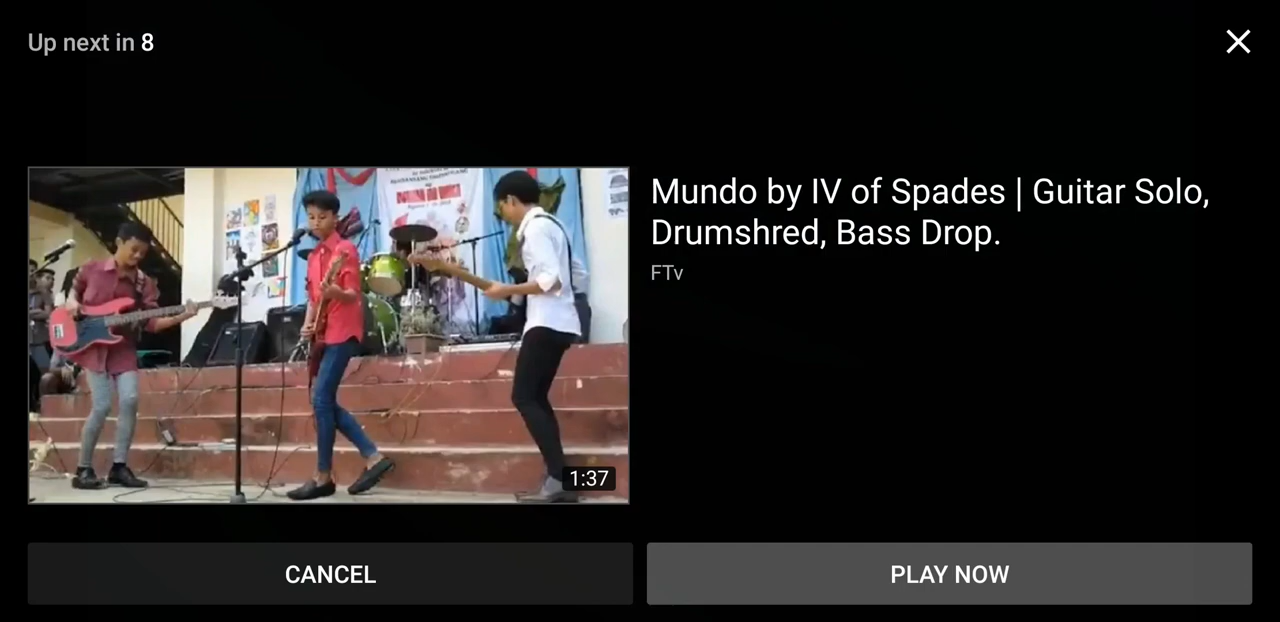 Up next in 8
Mundo by IV of Spades | Guitar Solo,
Drumshred, Bass Drop.
FTv
1:37
CANCEL
PLAY NOW